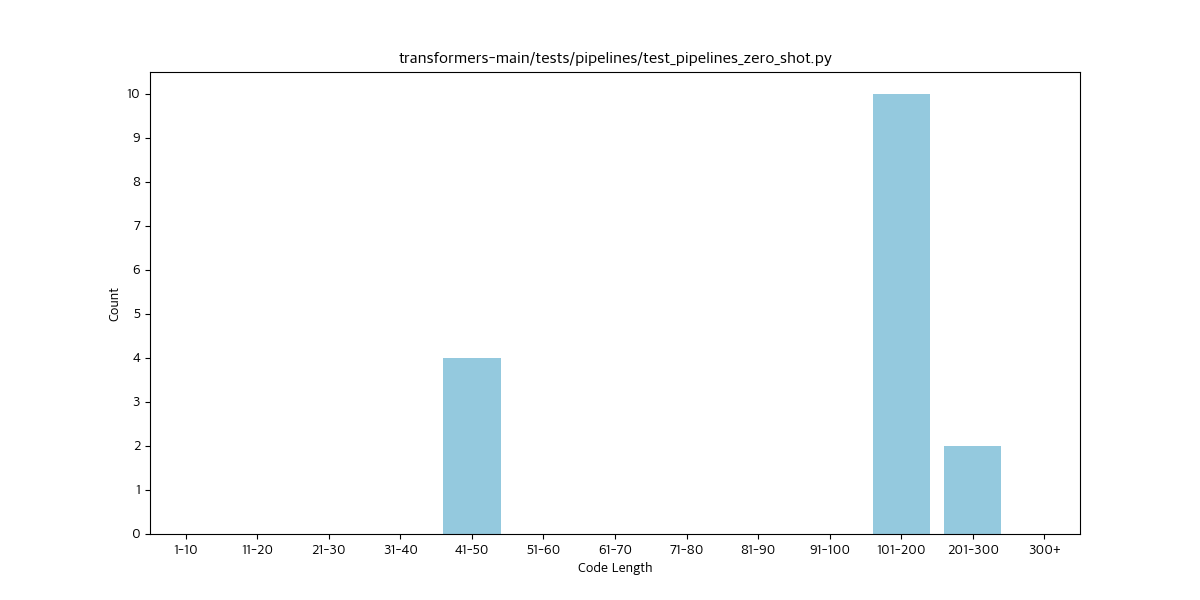 transformers-main/tests/pipelines/test_pipelines_zero_shot.py
10
9
8
7
6
5
4
3
2
1
0
Count
1-10 11-20 21-30 31-40 41-50 51-60 61-70 71-80 81-90 91-100 101-200 201-300 300+
Code Length